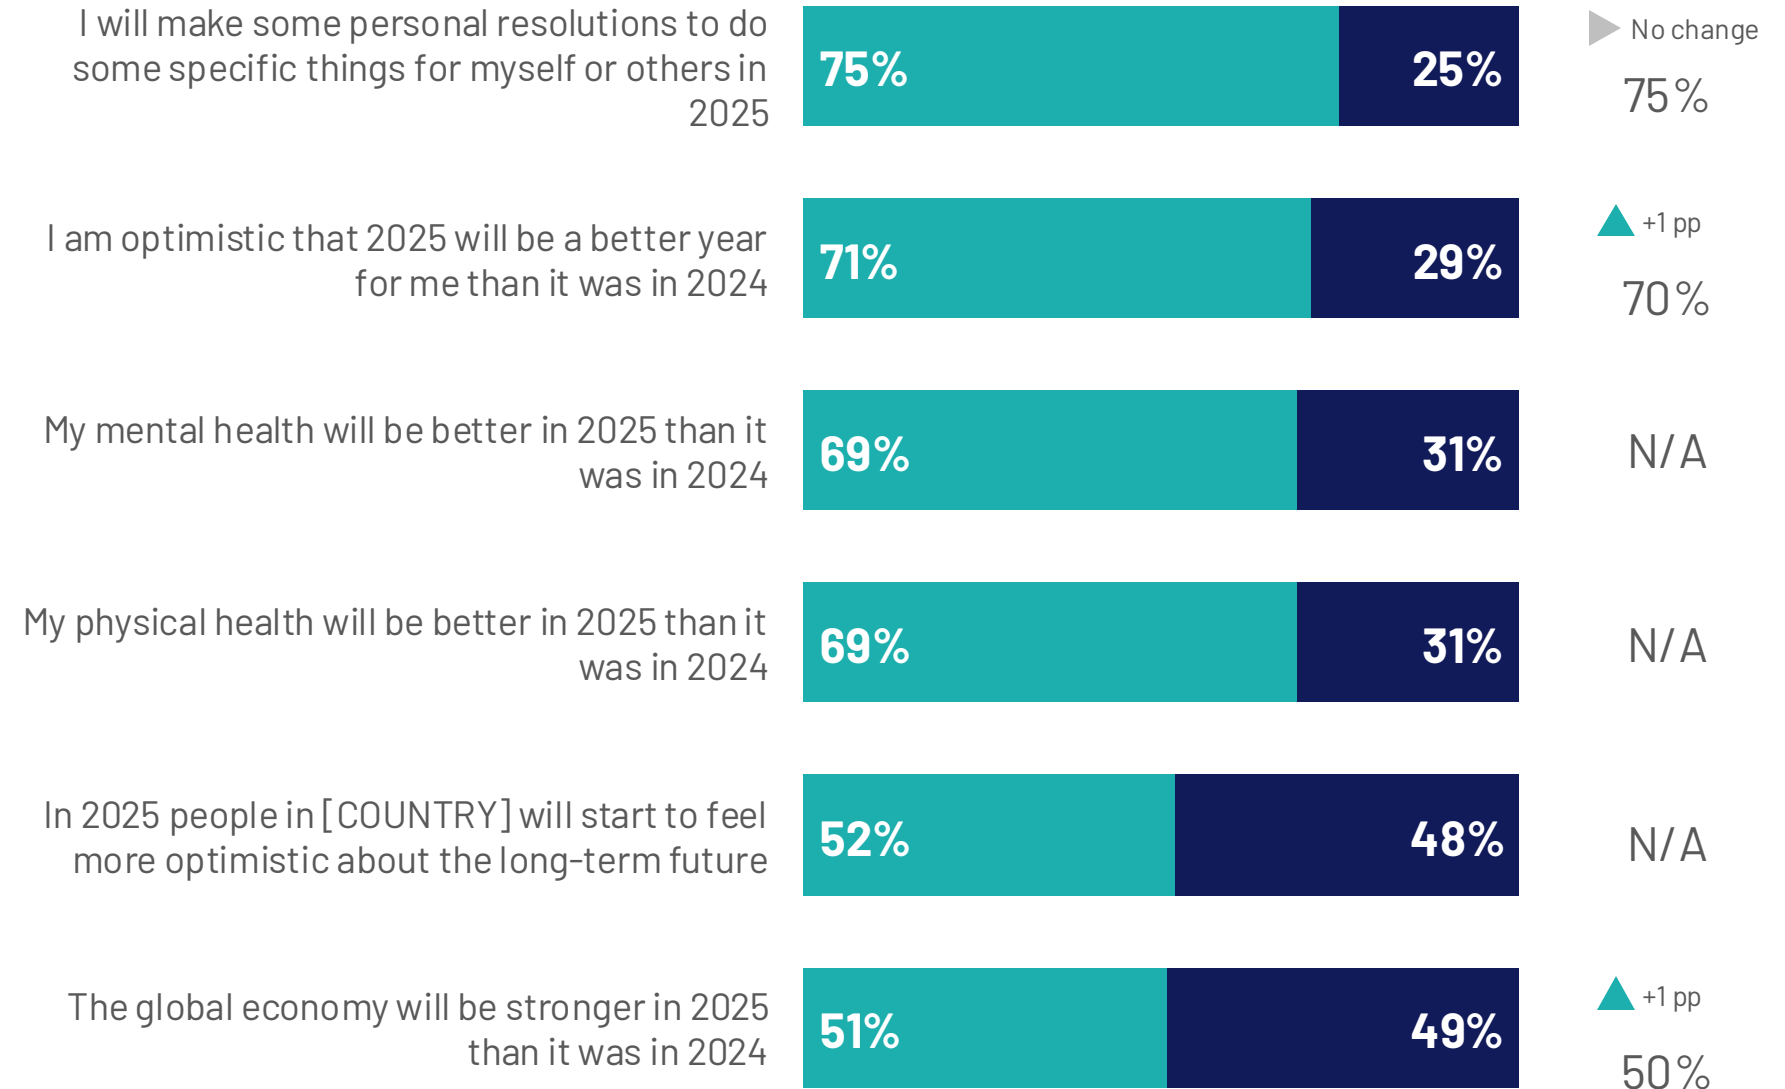 I will make some personal resolutions to do
some specific things for myself or others in
2025
75%
25%
No change
75%
I am optimistic that 2025 will be a better year
for me than it was in 2024
71%
29%
+1 pp
70%
My mental health will be better in 2025 than it
was in 2024
69%
31%
N/A
My physical health will be better in 2025 than it
was in 2024
69%
31%
N/A
In 2025 people in [COUNTRY] will start to feel
more optimistic about the long-term future
52%
48%
N/A
The global economy will be stronger in 2025
than it was in 2024
51%
49%
+1 pp
50%